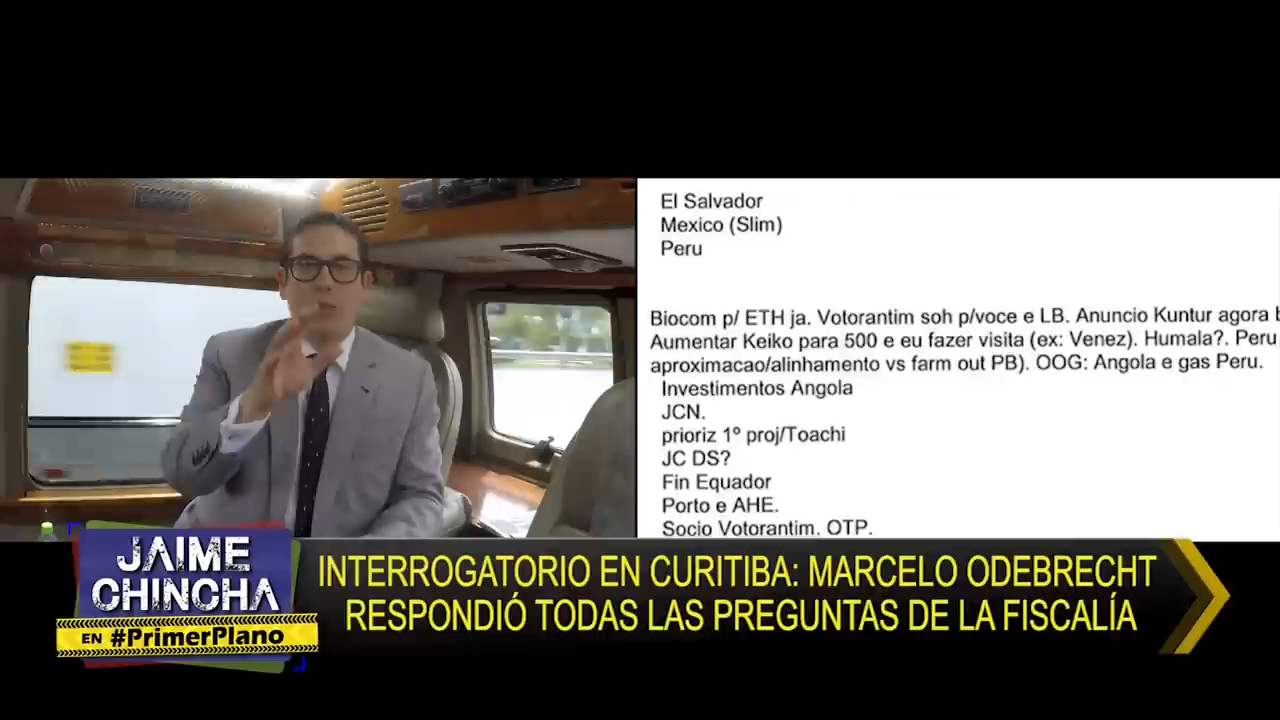 El Salvador
Mexico (Slim)
Peru
Biocom p/ ETH ja. Votorantim soh p/voce e LB. Anuncio Kuntur agora b
Aumentar Keiko para 500 e eu fazer visita (ex: Venez). Humala?. Peru
aproximacao/alinhamento vs farm out PB). OOG: Angola e gas Peru.
Investimentos Angola
JCN.
prioriz 1º proj/Toachi
JC DS?
Fin Equador
Porto e AHE.
Socio Votorantim. OTP.
JAIME
CHINCHA
EN #PrimerPlano
INTERROGATORIO EN CURITIBA: MARCELO ODEBRECHT
RESPONDIÓ TODAS LAS PREGUNTAS DE LA FISCALÍA